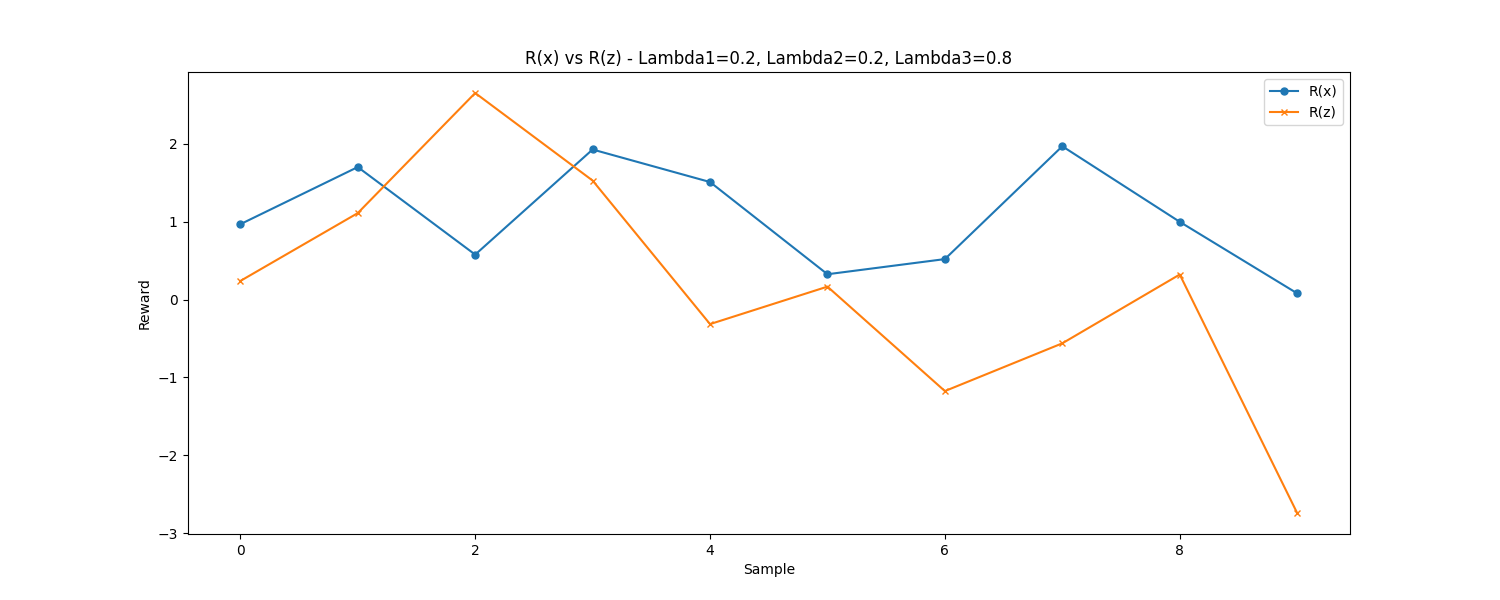 R(x) vs R(z) - Lambda1=0.2, Lambda2=0.2, Lambda3=0.8
R(x)
R(z)
2
1
0
−1
−2
−3
Reward
0 2 4 6 8
Sample